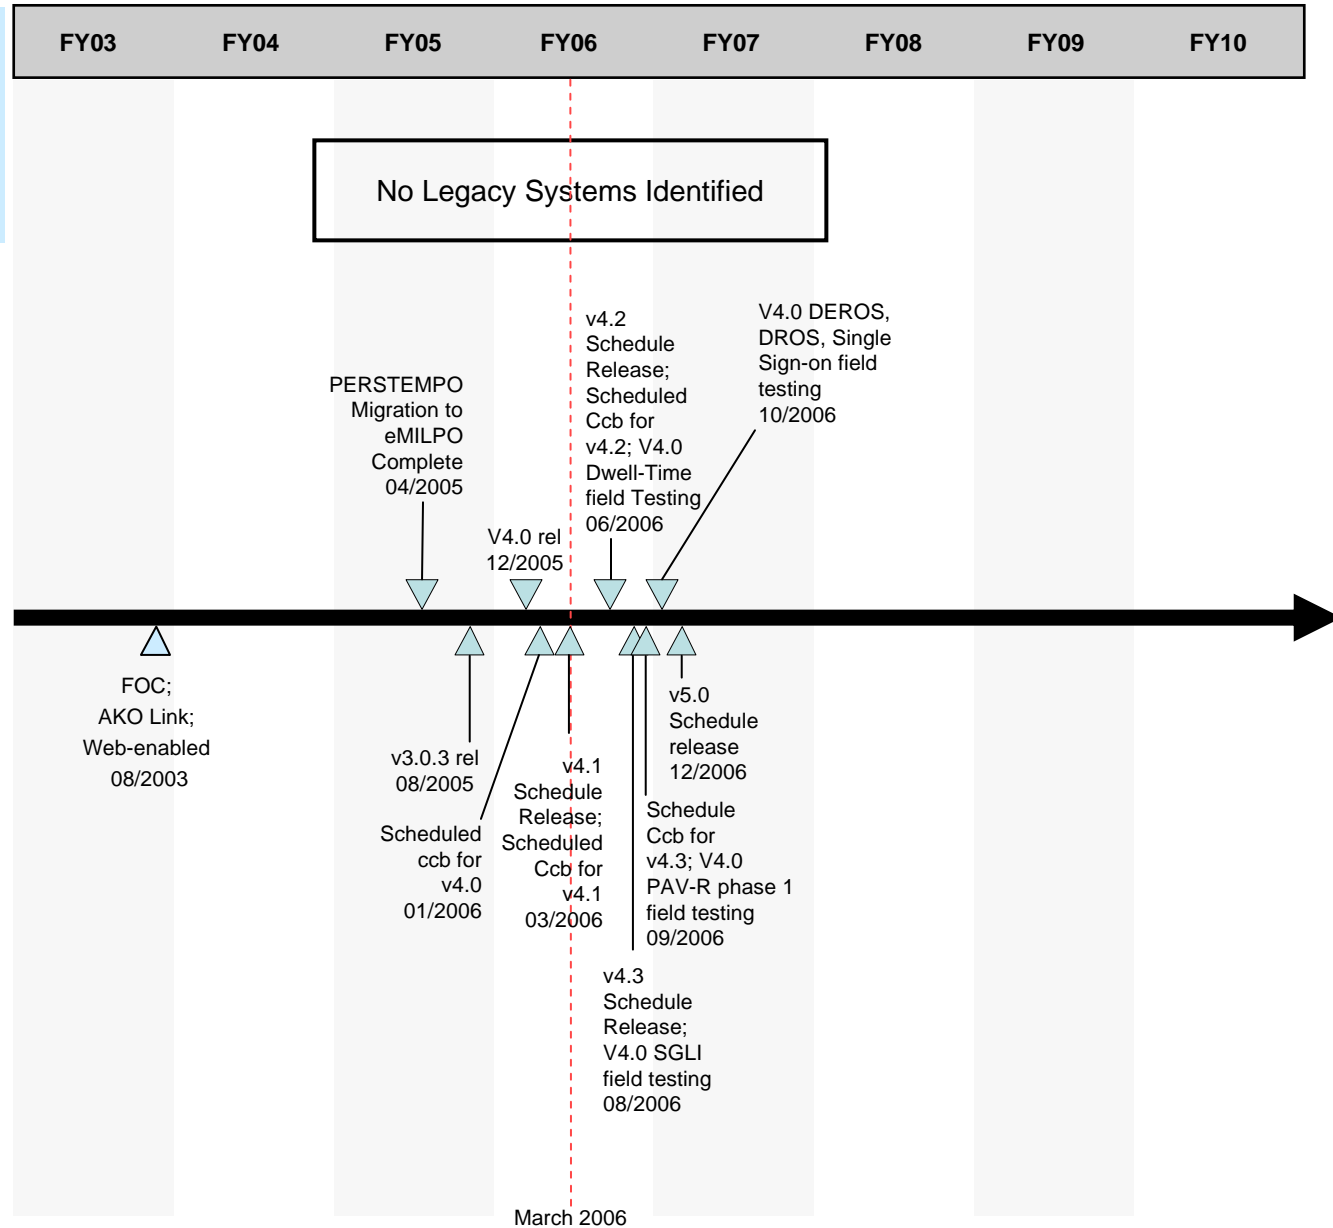 FY03 FY04 FY05 FY06 FY07 FY08 FY09 FY10
No Legacy Systems Identified
PERSTEMPO
Migration to
eMILPO
Complete
04/2005
V4.0 rel
12/2005
v4.2
Schedule
Release;
Scheduled
Ccb for
v4.2; V4.0
Dwell-Time
field Testing
06/2006
V4.0 DEROS,
DROS, Single
Sign-on field
testing
10/2006
FOC;
AKO Link;
Web-enabled
08/2003
v3.0.3 rel
08/2005
Scheduled
ccb for
v4.0
01/2006
v4.1
Schedule
Release;
Scheduled
Ccb for
v4.1
03/2006
v4.3
Schedule
Release;
V4.0 SGLI
field testing
08/2006
Schedule
Ccb for
v4.3; V4.0
PAV-R phase 1
field testing
09/2006
v5.0
Schedule
release
12/2006
March 2006